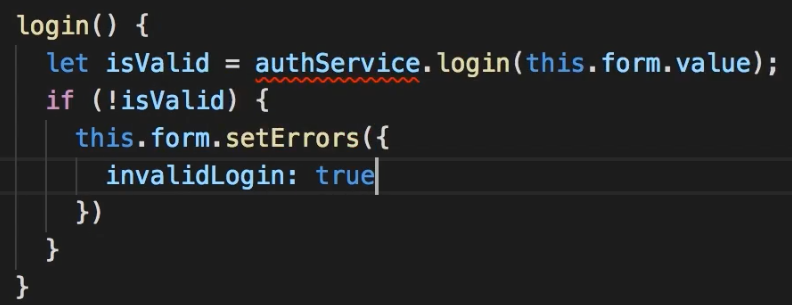 login() {
let isValid = authService.login(this.form.value);
if (!isValid) {
this.form.setErrors({
invalidLogin: true
})
}
}